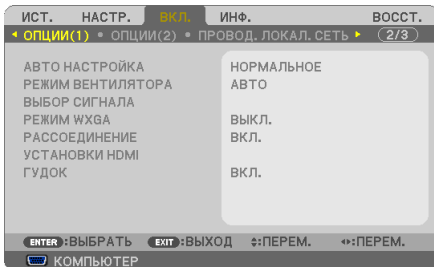 ИСТ. НАСТР. ВКЛ. ИНФ. ВОССТ.
ОПЦИИ(1) • ОПЦИИ(2) • ПРОВОД. ЛОКАЛ. СЕТЬ 2/3
АВТО НАСТРОЙКА НОРМАЛЬНОЕ
РЕЖИМ ВЕНТИЛЯТОРА АВТО
ВЫБОР СИГНАЛА
РЕЖИМ WXGA ВЫКЛ.
РАССОЕДИНЕНИЕ ВКЛ.
УСТАНОВКИ HDMI
ГУДОК ВКЛ.
ENTER :ВЫБРАТЬ EXIT :ВЫХОД :ПЕРЕМ. :ПЕРЕМ.
КОМПЬЮТЕР